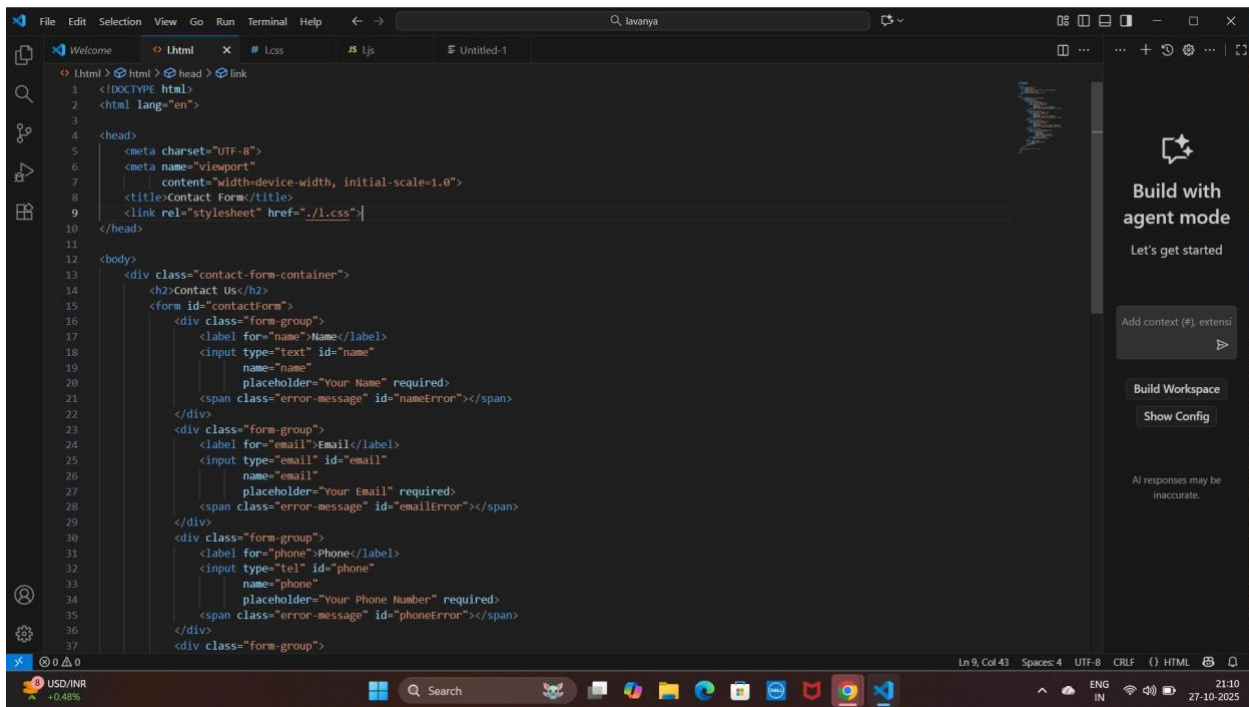 File Edit Selection View Go Run Terminal Help
lavanya
Welcome
l.html
# l.css
JS l.js
Untitled-1
l.html > html > head > link
1 <!DOCTYPE html>
2 <html lang="en">
3
4 <head>
5 <meta charset="UTF-8">
6 <meta name="viewport"
7 content="width=device-width, initial-scale=1.0">
8 <title>Contact Form</title>
9 <link rel="stylesheet" href="./l.css">
10 </head>
11
12 <body>
13 <div class="contact-form-container">
14 <h2>Contact Us</h2>
15 <form id="contactForm">
16 <div class="form-group">
17 <label for="name">Name</label>
18 <input type="text" id="name"
19 name="name"
20 placeholder="Your Name" required>
21 <span class="error-message" id="nameError"></span>
22 </div>
23 <div class="form-group">
24 <label for="email">Email</label>
25 <input type="email" id="email"
26 name="email"
27 placeholder="Your Email" required>
28 <span class="error-message" id="emailError"></span>
29 </div>
30 <div class="form-group">
31 <label for="phone">Phone</label>
32 <input type="tel" id="phone"
33 name="phone"
34 placeholder="Your Phone Number" required>
35 <span class="error-message" id="phoneError"></span>
36 </div>
37 <div class="form-group">
Build with
agent mode
Let's get started
Add context (#), extensi
Build Workspace
Show Config
AI responses may be
inaccurate.
0 0
Ln 9, Col 43 Spaces: 4 UTF-8 CRLF {} HTML
8
USD/INR
+0.48%
Search
DELL
ENG
IN
21:10
27-10-2025